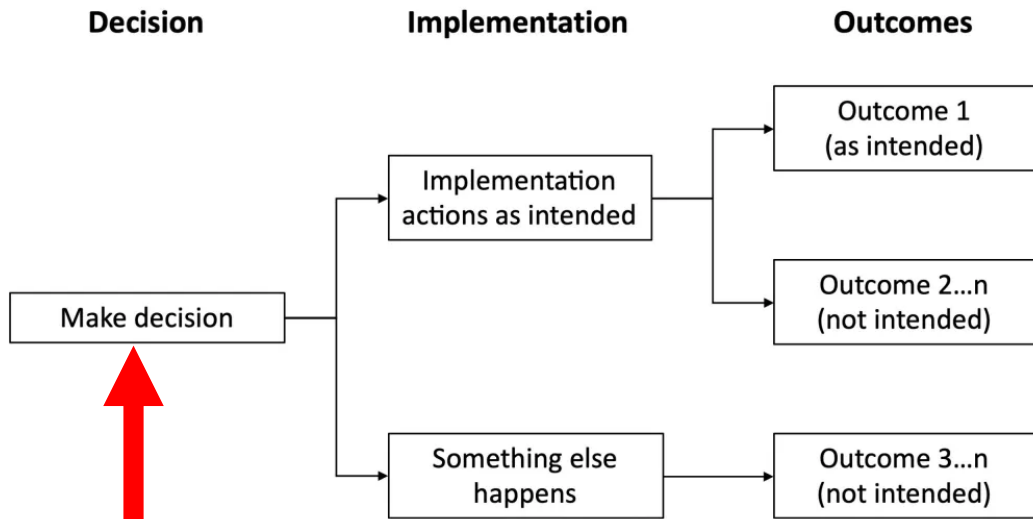 Decision
Implementation
Outcomes
Outcome 1
(as intended)
Implementation
actions as intended
Make decision
Outcome 2...n
(not intended)
Something else
happens
Outcome 3...n
(not intended)